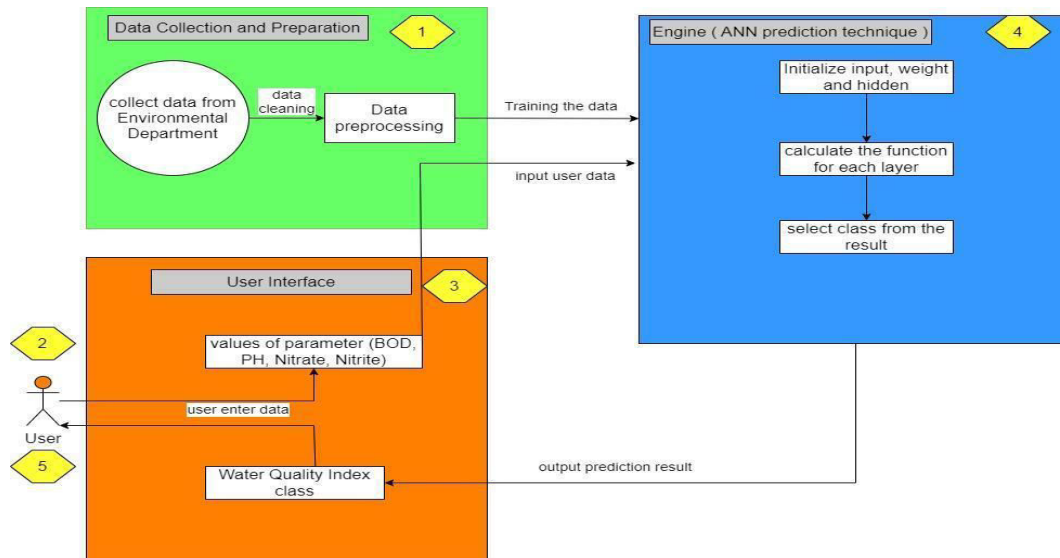 Data Collection and Preparation
1
collect data from
Environmental
Department
data
cleaning
Data
preprocessing
Training the data
input user data
Engine ( ANN prediction technique )
4
Initialize input, weight
and hidden
calculate the function
for each layer
select class from the
result
User Interface
3
2
values of parameter (BOD,
PH, Nitrate, Nitrite)
user enter data
User
5
Water Quality Index
class
output prediction result